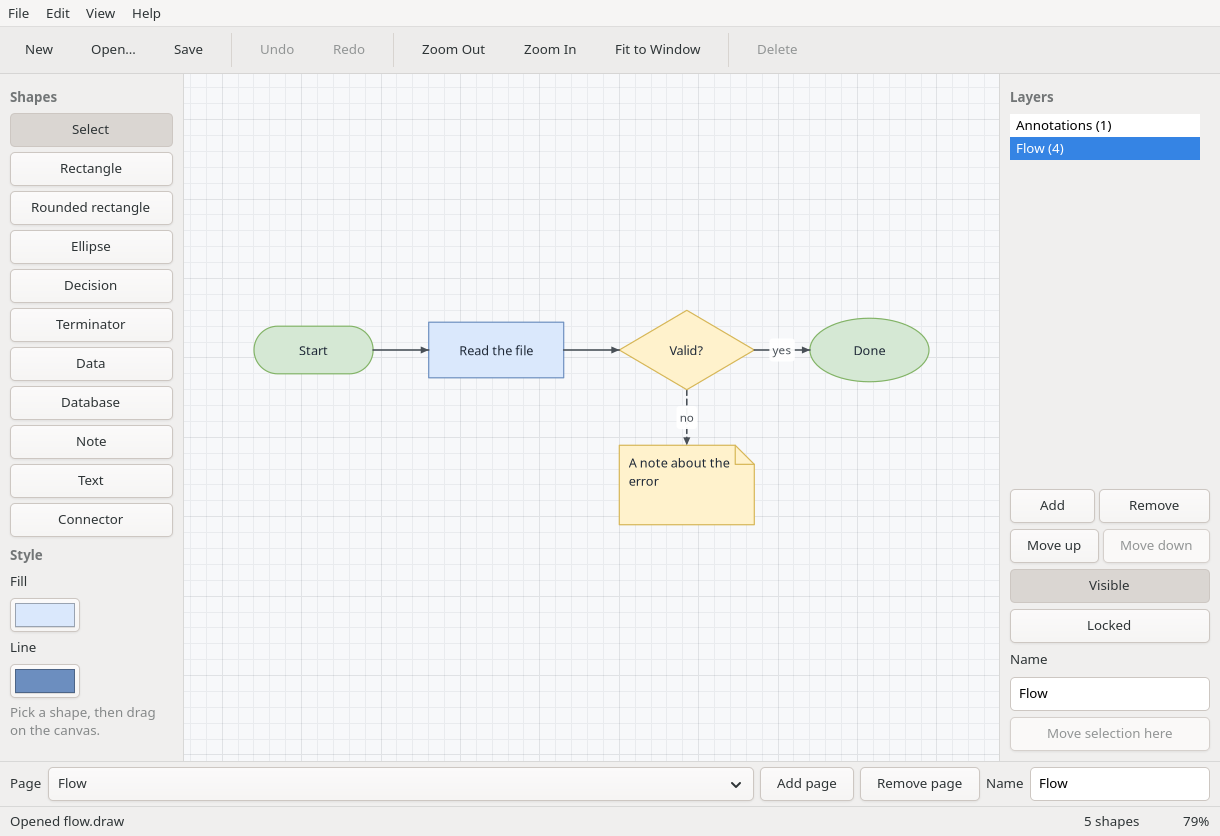 File Edit View Help
New Open... Save Undo Redo Zoom Out Zoom In Fit to Window Delete
Shapes
Select
Rectangle
Rounded rectangle
Ellipse
Decision
Terminator
Data
Database
Note
Text
Connector
Style
Fill
Line
Pick a shape, then drag
on the canvas.
Start
Read the file
Valid?
yes
Done
no
A note about the
error
Layers
Annotations (1)
Flow (4)
Add Remove
Move up Move down
Visible
Locked
Name
Flow
Move selection here
Page Flow Add page Remove page Name Flow
Opened flow.draw 5 shapes 79%